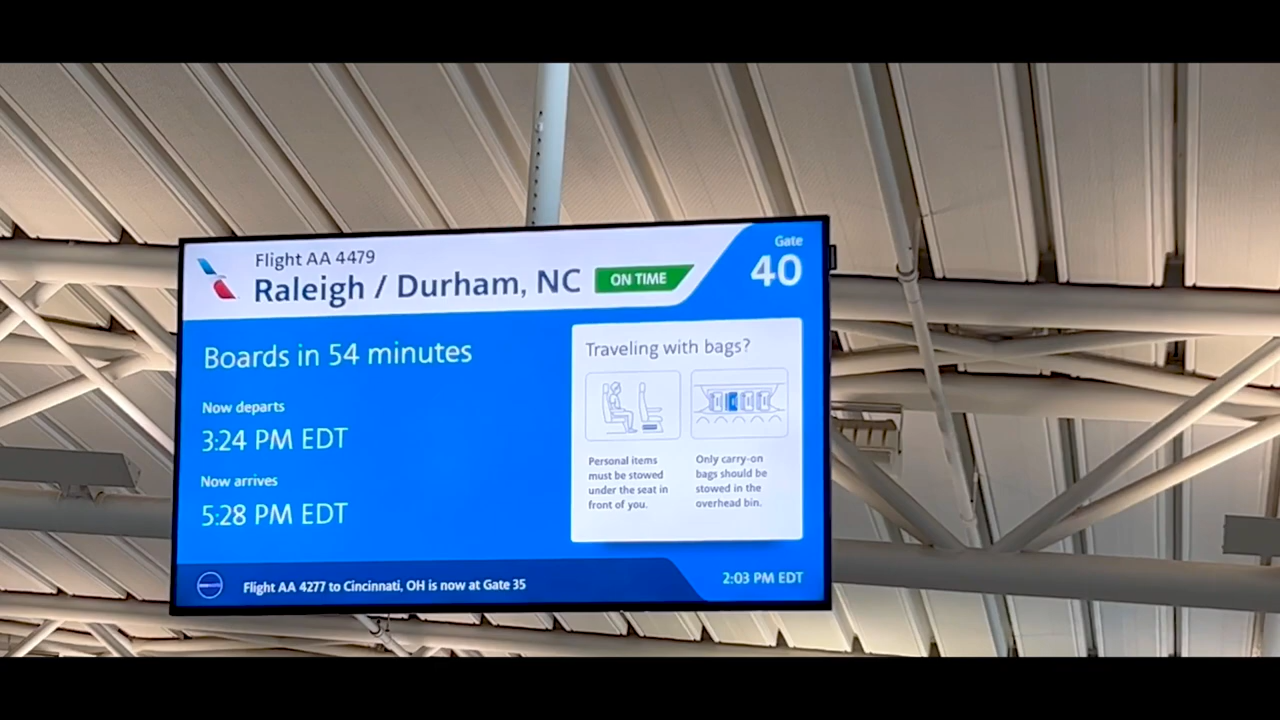 Flight AA 4479
Raleigh / Durham, NC
ON TIME
Gate
40
Boards in 54 minutes
Now departs
3:24 PM EDT
Now arrives
5:28 PM EDT
Traveling with bags?
Personal items
must be stowed
under the seat in
front of you.
Only carry-on
bags should be
stowed in the
overhead bin.
Flight AA 4277 to Cincinnati, OH is now at Gate 35
2:03 PM EDT